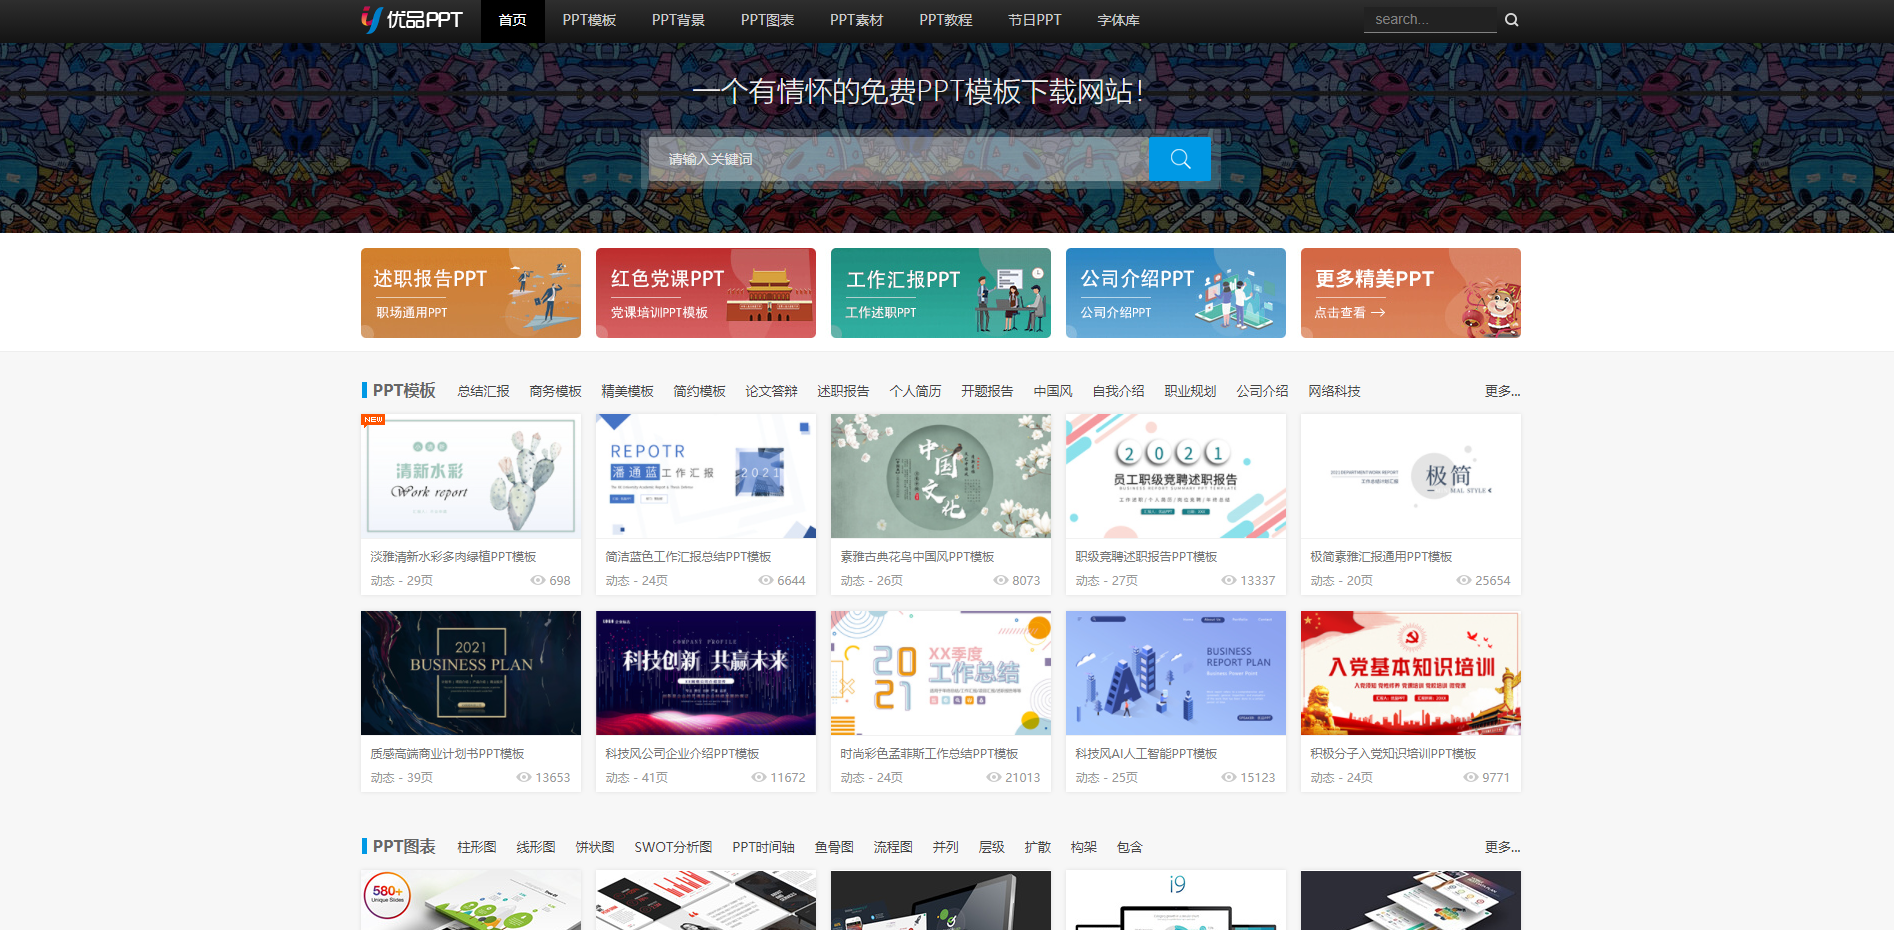 优品PPT
首页 PPT模板 PPT背景 PPT图表 PPT素材 PPT教程 节日PPT 字体库
search...
一个有情怀的免费PPT模板下载网站!
请输入关键词
述职报告PPT
职场通用PPT
红色党课PPT
党课培训PPT模板
工作汇报PPT
工作述职PPT
公司介绍PPT
公司介绍PPT
更多精美PPT
点击查看 →
PPT模板 总结汇报 商务模板 精美模板 简约模板 论文答辩 述职报告 个人简历 开题报告 中国风 自我介绍 职业规划 公司介绍 网络科技 更多...
NEW
小清新
清新水彩
Work report
淡雅清新水彩多肉绿植PPT模板
动态 - 29页 698
REPOTR
潘通蓝工作汇报
2021
简洁蓝色工作汇报总结PPT模板
动态 - 24页 6644
中国文化
素雅古典花鸟中国风PPT模板
动态 - 26页 8073
2021
员工职级竞聘述职报告
BUSINESS REPORT SUMMARY PPT TEMPLATE
职级竞聘述职报告PPT模板
动态 - 27页 13337
2021 DEPARTMENT WORK REPORT
极简
MAL STYLE
极简素雅汇报通用PPT模板
动态 - 20页 25654
2021
BUSINESS PLAN
质感高端商业计划书PPT模板
动态 - 39页 13653
COMPANY PROFILE
科技创新 共赢未来
科技风公司企业介绍PPT模板
动态 - 41页 11672
2021
XX季度
工作总结
时尚彩色孟菲斯工作总结PPT模板
动态 - 24页 21013
BUSINESS
REPORT PLAN
Business Power Point
AI
科技风AI人工智能PPT模板
动态 - 25页 15123
入党基本知识培训
积极分子入党知识培训PPT模板
动态 - 24页 9771
PPT图表 柱形图 线形图 饼状图 SWOT分析图 PPT时间轴 鱼骨图 流程图 并列 层级 扩散 构架 包含 更多...
580+
Unique Slides
i9